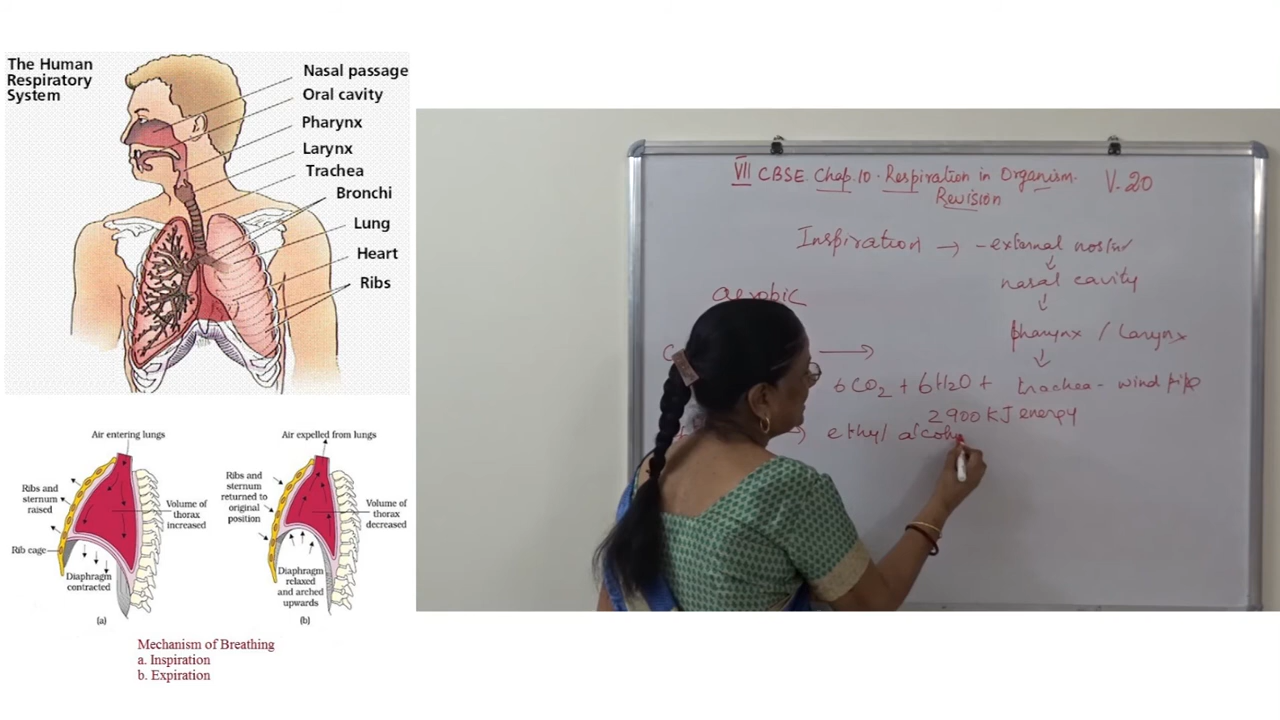 The Human
Respiratory
System
Nasal passage
Oral cavity
Pharynx
Larynx
Trachea
Bronchi
Lung
Heart
Ribs
Air entering lungs
Ribs and
sternum
raised
Volume of
thorax
increased
Rib cage
Diaphragm
contracted
(a)
Air expelled from lungs
Ribs and
sternum
returned to
original
position
Volume of
thorax
decreased
Diaphragm
relaxed
and arched
upwards
(b)
Mechanism of Breathing
a. Inspiration
b. Expiration
VII CBSE Chap.10. Respiration in Organism
Revision
V-20
Inspiration → - external
↓
nasal cavity
↓
pharynx / larynx
↓
trachea - wind pipe
aerobic
→
6CO2 + 6H2O +
2900 KJ energy
→ ethyl alcoho